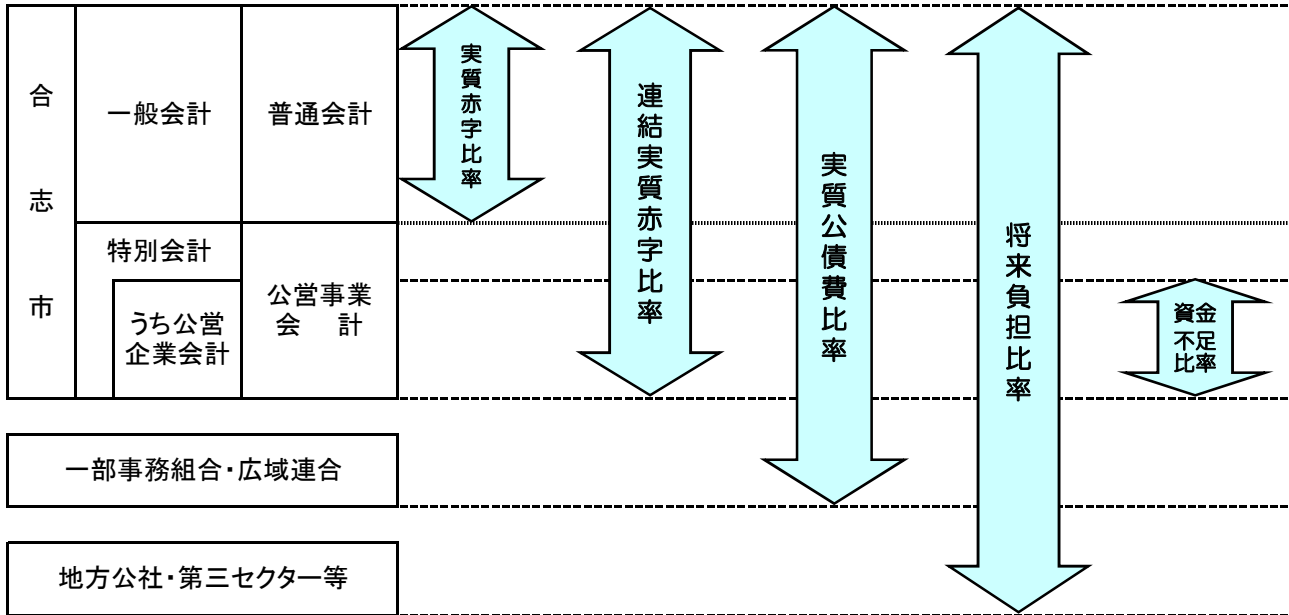 合志市
一般会計
普通会計
特別会計
うち公営
企業会計
公営事業
会　計
実質赤字比率
連結実質赤字比率
実質公債費比率
将来負担比率
資金
不足
比率
一部事務組合・広域連合
地方公社・第三セクター等